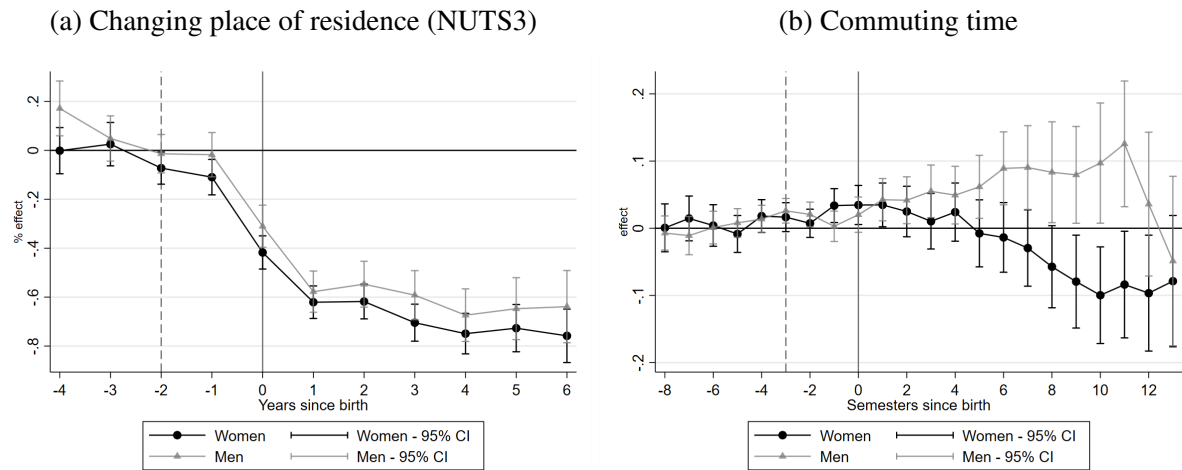 (a) Changing place of residence (NUTS3)
.2
0
-.2
-.4
-.6
-.8
% effect
-4 -3 -2 -1 0 1 2 3 4 5 6
Years since birth
Women Women - 95% CI
Men Men - 95% CI
(b) Commuting time
.2
.1
0
-.1
-.2
effect
-8 -6 -4 -2 0 2 4 6 8 10 12
Semesters since birth
Women Women - 95% CI
Men Men - 95% CI